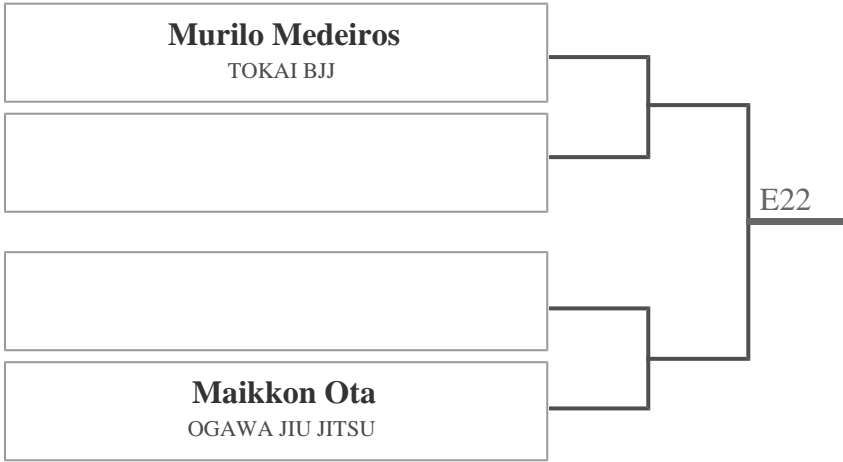 Murilo Medeiros
TOKAI BJJ
E22
Maikkon Ota
OGAWA JIU JITSU